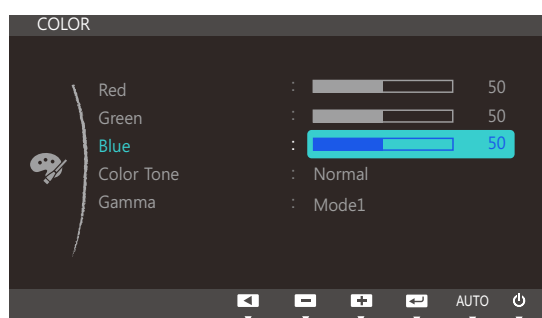 COLOR
Red : 50
Green : 50
Blue : 50
Color Tone : Normal
Gamma : Mode1
AUTO